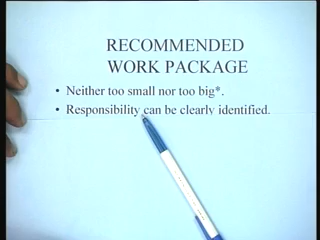 RECOMMENDED
WORK PACKAGE
• Neither too small nor too big*.
• Responsibility can be clearly identified.